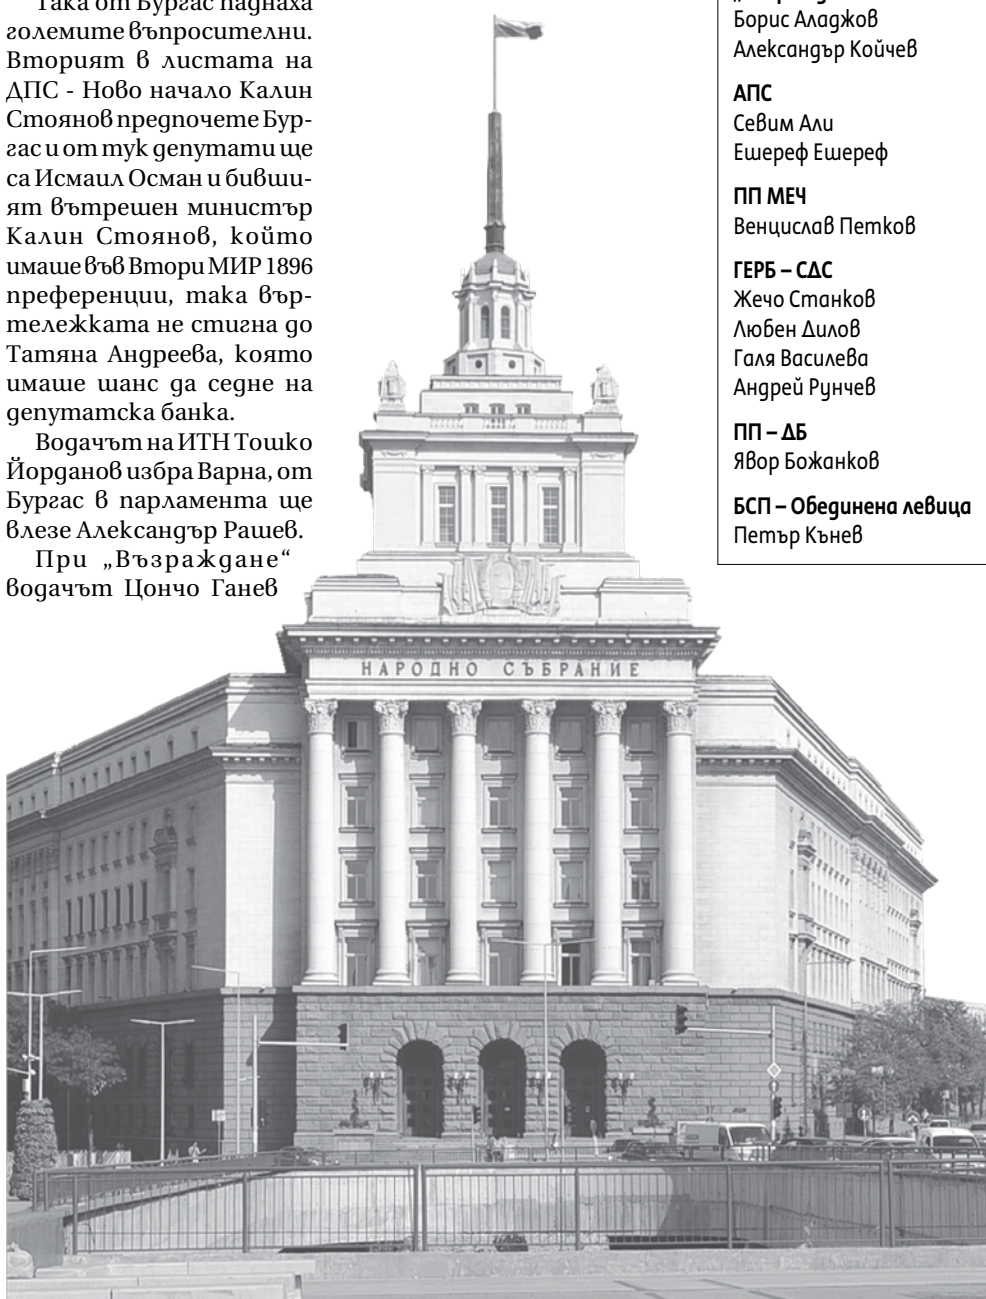 Така от Бургас паднаха
големите въпросителни.
Вторият в листата на
ДПС - Ново начало Калин
Стоянов предпочете Бур-
гас и от тук депутати ще
са Исмаил Осман и бивши-
ят вътрешен министър
Калин Стоянов, който
имаше във Втори МИР 1896
преференции, така вър-
тележката не стигна до
Татяна Андреева, която
имаше шанс да седне на
депутатска банка.
Водачът на ИТН Тошко
Йорданов избра Варна, от
Бургас в парламента ще
влезе Александър Рашев.
При „Възраждане“
водачът Цончо Ганев
Борис Аладжов
Александър Койчев
АПС
Севим Али
Ешереф Ешереф
ПП МЕЧ
Венцислав Петков
ГЕРБ – СДС
Жечо Станков
Любен Дилов
Галя Василева
Андрей Рунчев
ПП – ДБ
Явор Божанков
БСП – Обединена левица
Петър Кънев
НАРОДНО СЪБРАНИЕ